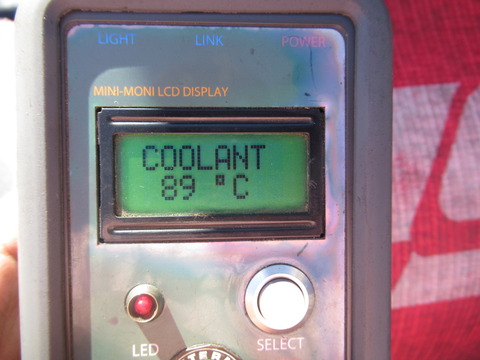 LIGHT LINK POWER
MINI-MONI LCD DISPLAY
COOLANT
89 °C
LED SELECT